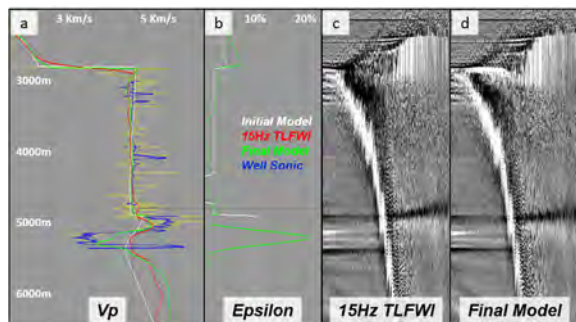 a
3 Km/s
5 Km/s
b
10%
20%
c
d
3000m
4000m
5000m
6000m
Initial Model
15Hz TLFWI
Final Model
Well Sonic
Vp
Epsilon
15Hz TLFWI
Final Model